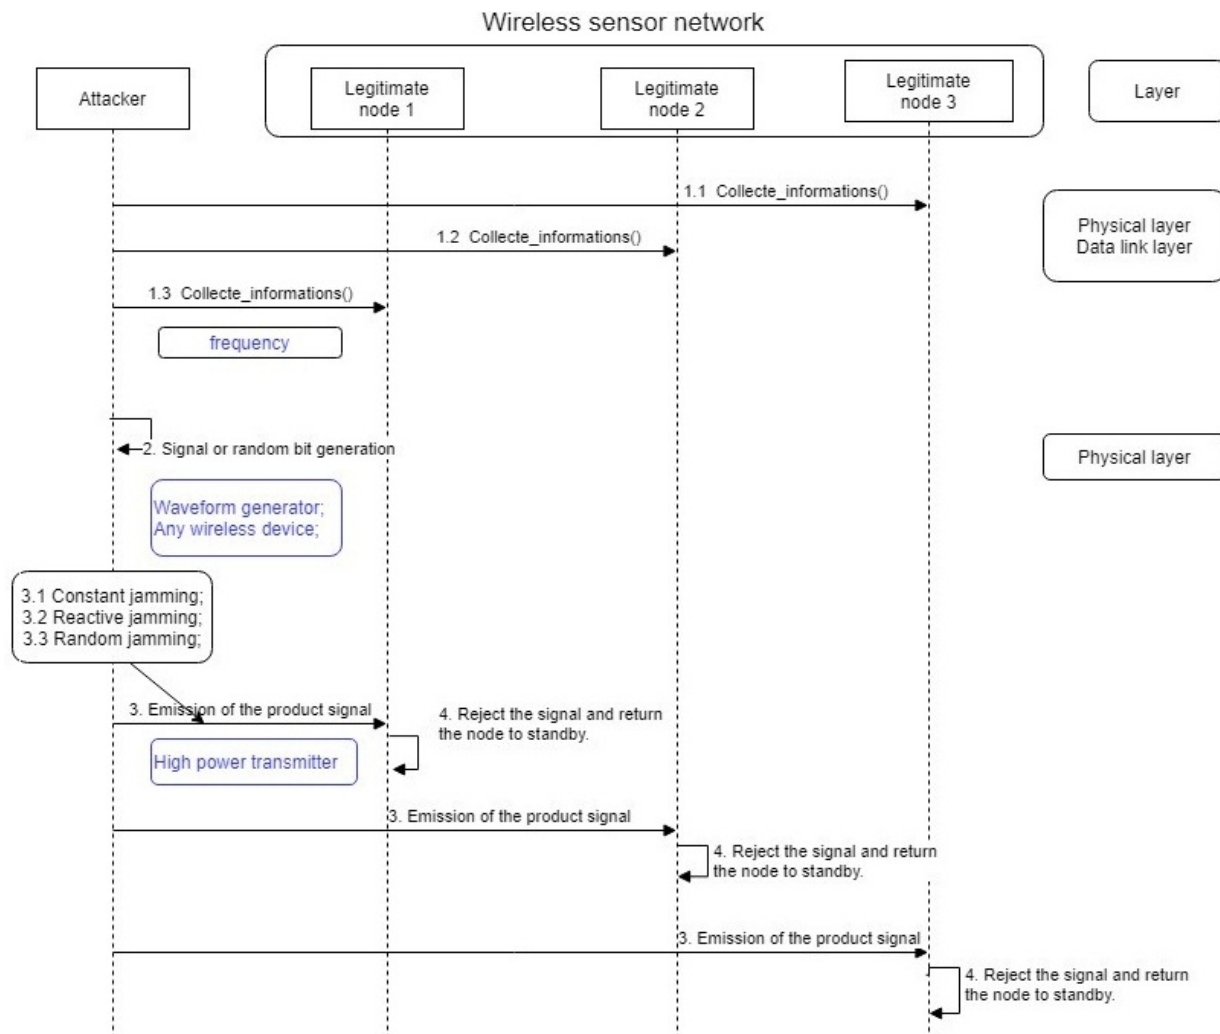 Wireless sensor network
Attacker
Legitimate
node 1
Legitimate
node 2
Legitimate
node 3
Layer
1.1 Collecte_informations()
Physical layer
Data link layer
1.2 Collecte_informations()
1.3 Collecte_informations()
frequency
2. Signal or random bit generation
Physical layer
Waveform generator;
Any wireless device;
3.1 Constant jamming;
3.2 Reactive jamming;
3.3 Random jamming;
3. Emission of the product signal
4. Reject the signal and return
the node to standby.
High power transmitter
3. Emission of the product signal
4. Reject the signal and return
the node to standby.
3. Emission of the product signal
4. Reject the signal and return
the node to standby.